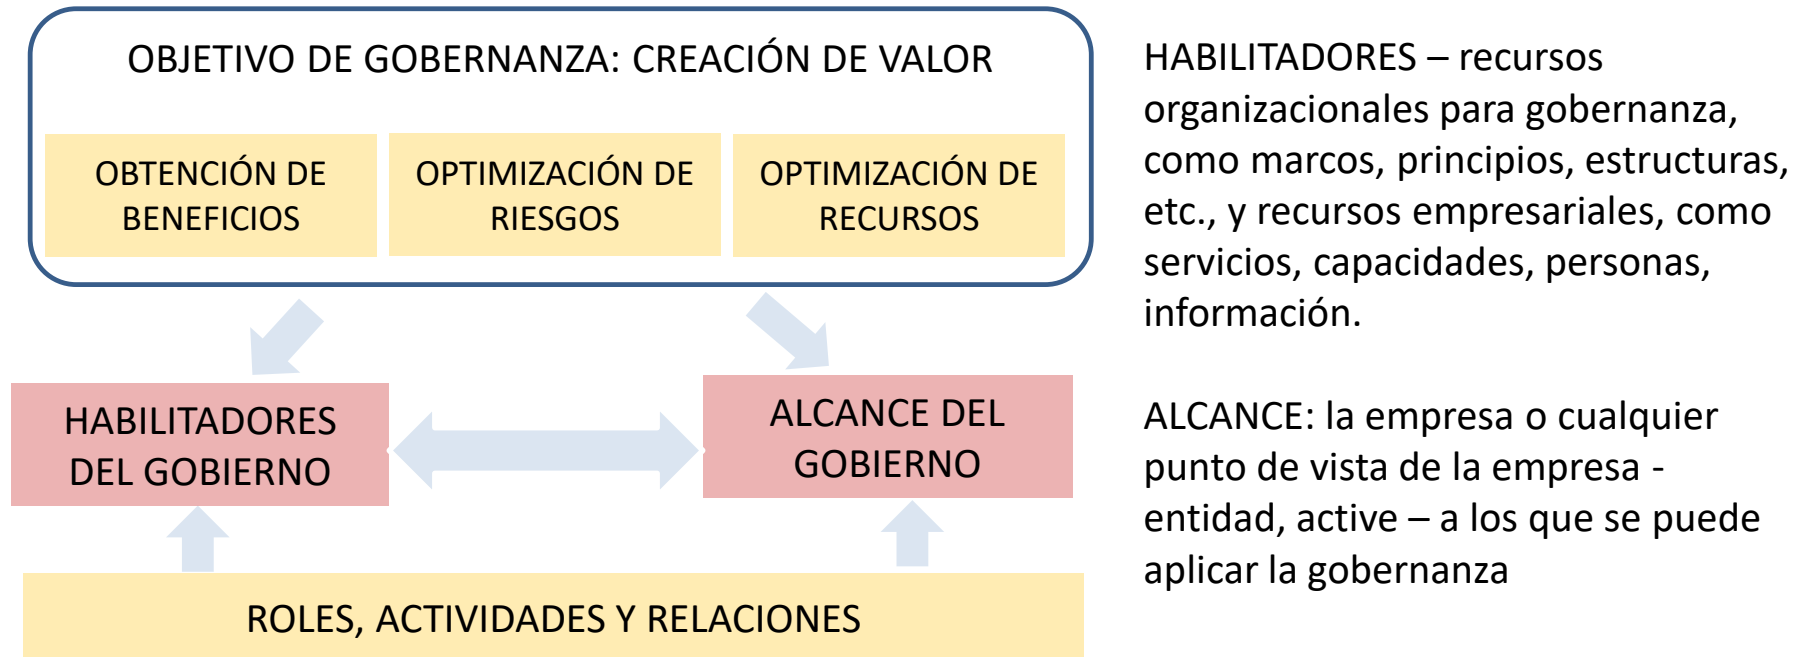 OBJETIVO DE GOBERNANZA: CREACIÓN DE VALOR
OBTENCIÓN DE
BENEFICIOS
OPTIMIZACIÓN DE
RIESGOS
OPTIMIZACIÓN DE
RECURSOS
HABILITADORES
DEL GOBIERNO
ALCANCE DEL
GOBIERNO
ROLES, ACTIVIDADES Y RELACIONES
HABILITADORES – recursos
organizacionales para gobernanza,
como marcos, principios, estructuras,
etc., y recursos empresariales, como
servicios, capacidades, personas,
información.
ALCANCE: la empresa o cualquier
punto de vista de la empresa -
entidad, active – a los que se puede
aplicar la gobernanza